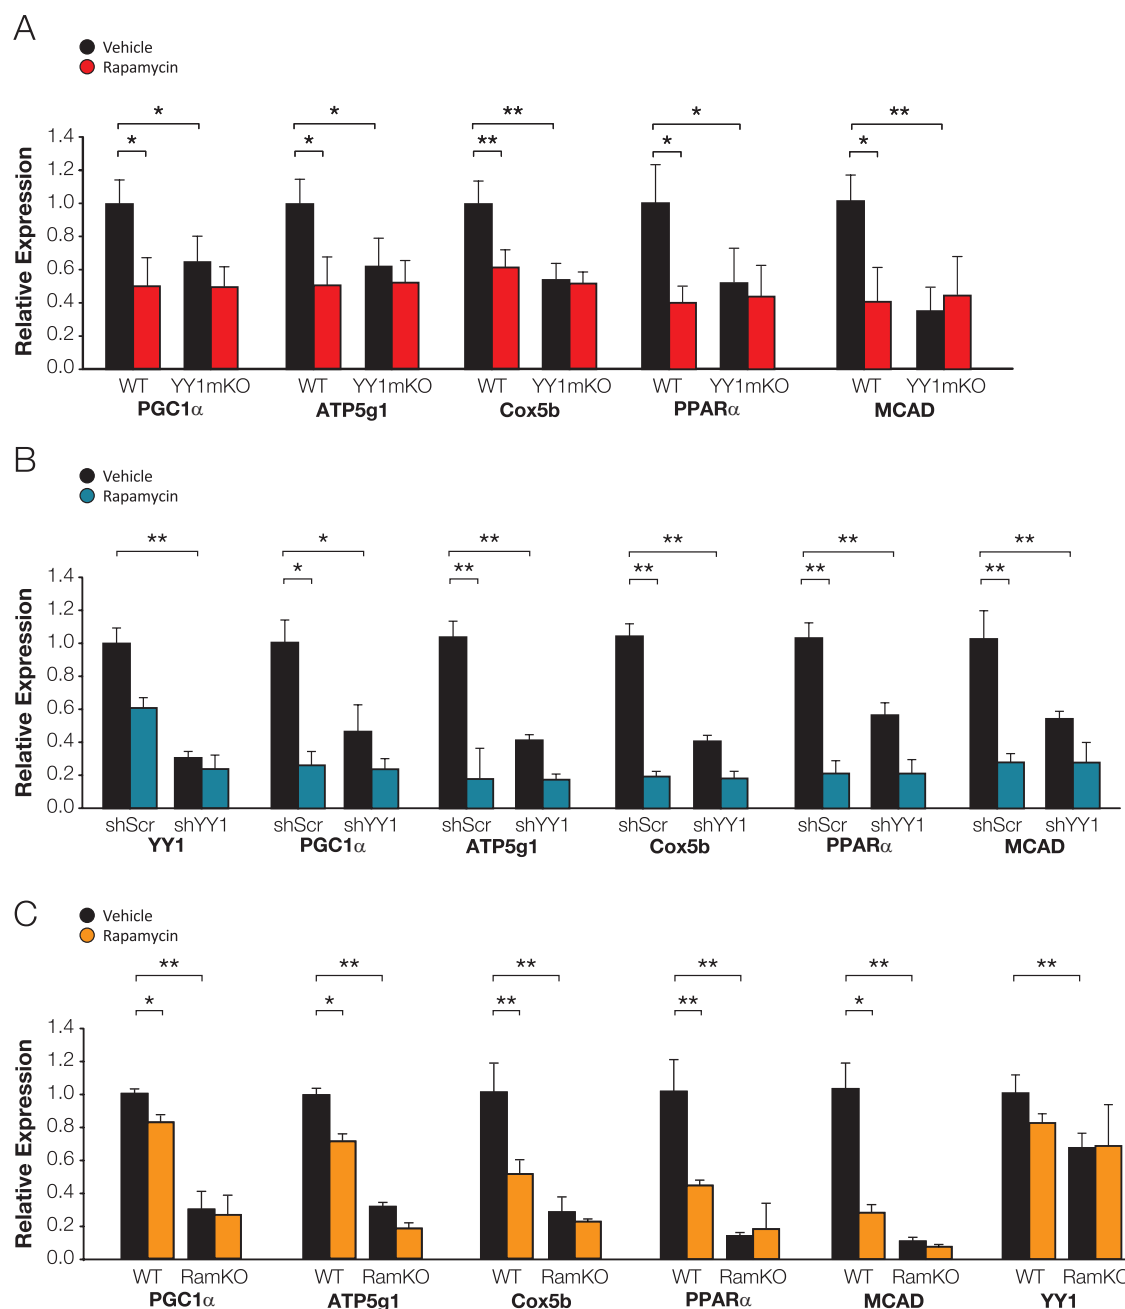 A
Vehicle
Rapamycin
* * ** * **
* * ** * *
Relative Expression
1.4
1.2
1.0
0.8
0.6
0.4
0.2
0.0
WT YY1mKO WT YY1mKO WT YY1mKO WT YY1mKO WT YY1mKO
PGC1α ATP5g1 Cox5b PPARα MCAD
B
Vehicle
Rapamycin
** * ** ** ** **
* ** ** ** **
Relative Expression
1.4
1.2
1.0
0.8
0.6
0.4
0.2
0.0
shScr shYY1 shScr shYY1 shScr shYY1 shScr shYY1 shScr shYY1 shScr shYY1
YY1 PGC1α ATP5g1 Cox5b PPARα MCAD
C
Vehicle
Rapamycin
** ** ** ** ** **
* * ** ** *
Relative Expression
1.4
1.2
1.0
0.8
0.6
0.4
0.2
0.0
WT RamKO WT RamKO WT RamKO WT RamKO WT RamKO WT RamKO
PGC1α ATP5g1 Cox5b PPARα MCAD YY1